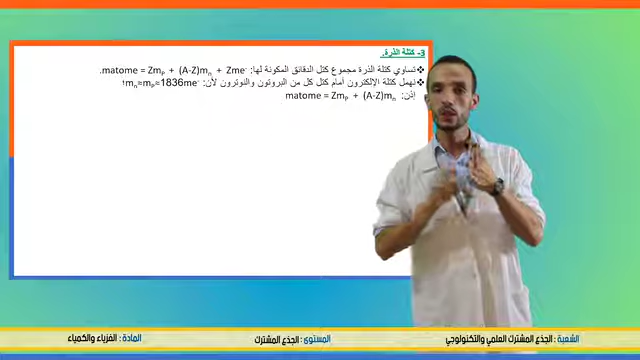 3- كتلة الذرة.
❖ تساوي كتلة الذرة مجموع كتل الدقائق المكونة لها: matome = Zmₚ + (A-Z)mₙ + Zme⁻.
❖ نهمل كتلة الإلكترون أمام كتل كل من البروتون والنوترون لأن: mₙ≈mₚ≈1836me⁻؛
إذن: matome = Zmₚ + (A-Z)mₙ
الشعبة : الجذع المشترك العلمي والتكنولوجي
المستوى : الجذع المشترك
المادة : الفزياء والكمياء